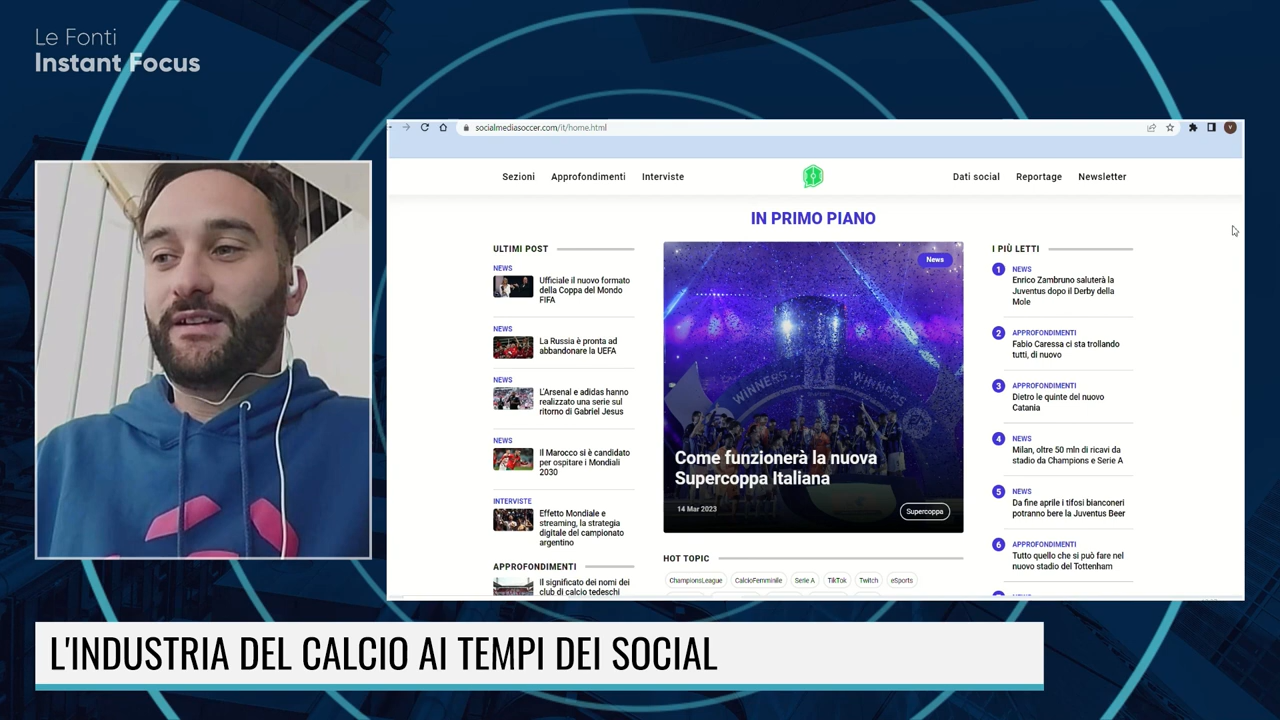 Le Fonti
Instant Focus
socialmediasoccer.com/it/home.html
V
Sezioni Approfondimenti Interviste
Dati social Reportage Newsletter
IN PRIMO PIANO
ULTIMI POST
NEWS
Ufficiale il nuovo formato
della Coppa del Mondo
FIFA
NEWS
La Russia è pronta ad
abbandonare la UEFA
NEWS
L'Arsenal e adidas hanno
realizzato una serie sul
ritorno di Gabriel Jesus
NEWS
Il Marocco si è candidato
per ospitare i Mondiali
2030
INTERVISTE
Effetto Mondiale e
streaming, la strategia
digitale del campionato
argentino
APPROFONDIMENTI
Il significato dei nomi dei
club di calcio tedeschi
News
WINNERS
WINNERS
Come funzionerà la nuova
Supercoppa Italiana
14 Mar 2023
Supercoppa
HOT TOPIC
ChampionsLeague CalcioFemminile Serie A TikTok Twitch eSports
I PIÙ LETTI
1 NEWS
Enrico Zambruno saluterà la
Juventus dopo il Derby della
Mole
2 APPROFONDIMENTI
Fabio Caressa ci sta trollando
tutti, di nuovo
3 APPROFONDIMENTI
Dietro le quinte del nuovo
Catania
4 NEWS
Milan, oltre 50 mln di ricavi da
stadio da Champions e Serie A
5 NEWS
Da fine aprile i tifosi bianconeri
potranno bere la Juventus Beer
6 APPROFONDIMENTI
Tutto quello che si può fare nel
nuovo stadio del Tottenham
L'INDUSTRIA DEL CALCIO AI TEMPI DEI SOCIAL